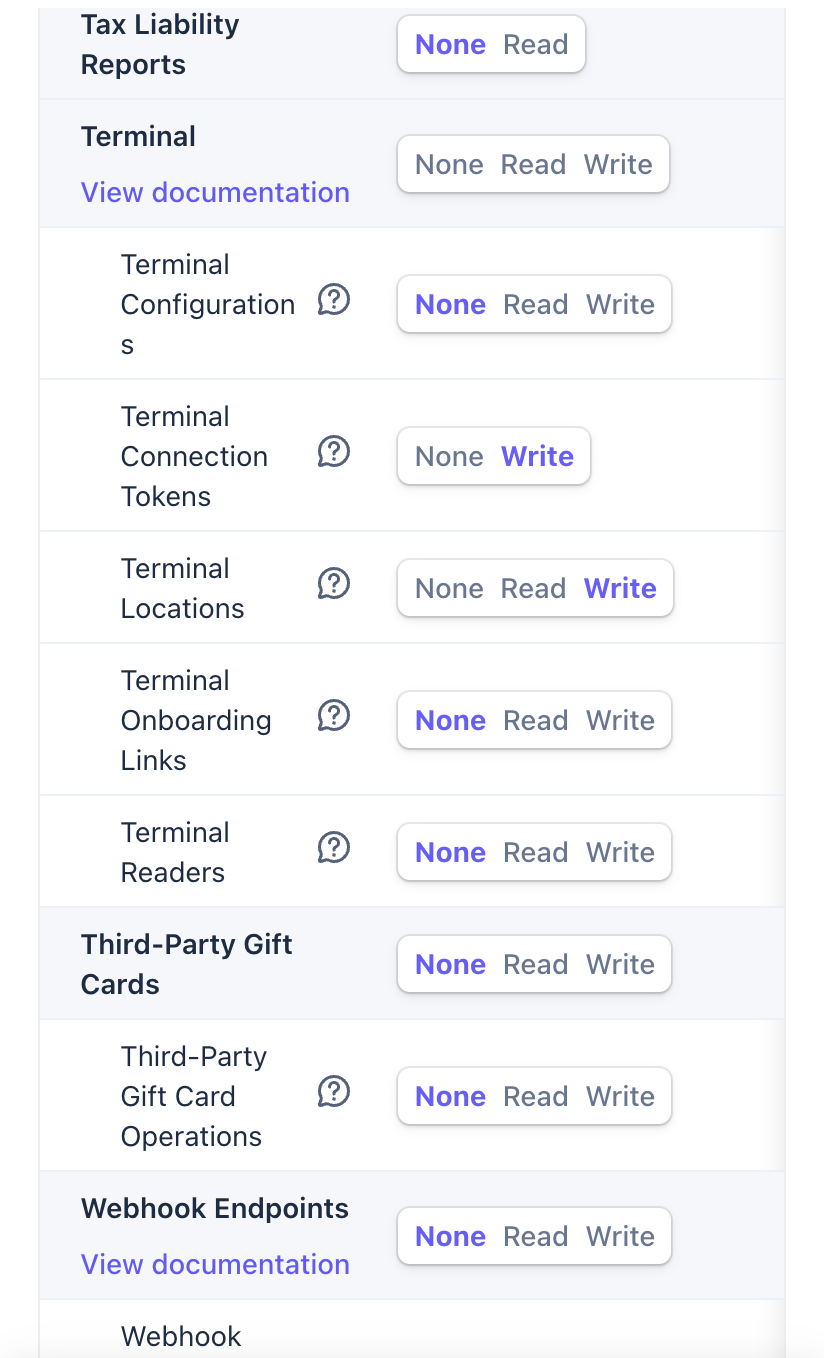 Tax Liability
Reports
None Read
Terminal
View documentation
None Read Write
Terminal
Configuration
s
None Read Write
Terminal
Connection
Tokens
None Write
Terminal
Locations
None Read Write
Terminal
Onboarding
Links
None Read Write
Terminal
Readers
None Read Write
Third-Party Gift
Cards
None Read Write
Third-Party
Gift Card
Operations
None Read Write
Webhook Endpoints
View documentation
None Read Write
Webhook